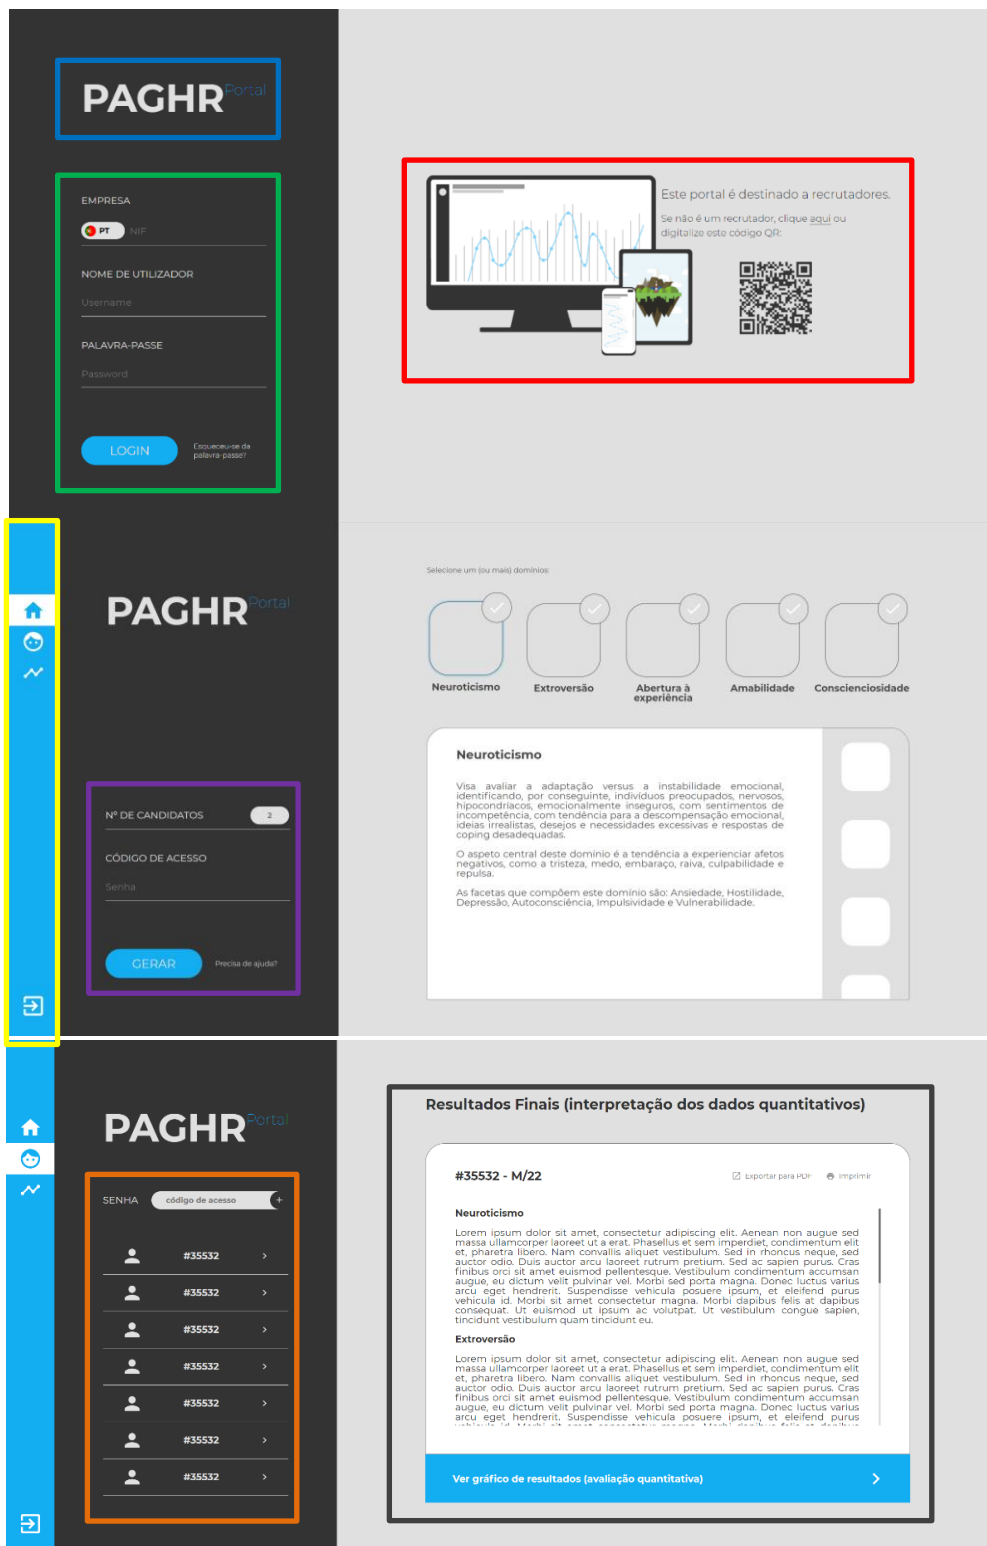 PAGHR Portal
EMPRESA
PT NIF
NOME DE UTILIZADOR
Username
PALAVRA-PASSE
Password
LOGIN
Esqueceu-se da
palavra-passe?
Este portal é destinado a recrutadores.
Se não é um recrutador, clique aqui ou
digitalize este código QR:
PAGHR Portal
Nº DE CANDIDATOS 2
CÓDIGO DE ACESSO
Senha
GERAR Precisa de ajuda?
Selecione um (ou mais) domínios:
Neuroticismo Extroversão Abertura à experiência Amabilidade Conscienciosidade
Neuroticismo
Visa avaliar a adaptação versus a instabilidade emocional,
identificando, por conseguinte, indivíduos preocupados, nervosos,
hipocondríacos, emocionalmente inseguros, com sentimentos de
incompetência, com tendência para a descompensação emocional,
ideias irrealistas, desejos e necessidades excessivas e respostas de
coping desadequadas.
O aspeto central deste domínio é a tendência a experienciar afetos
negativos, como a tristeza, medo, embaraço, raiva, culpabilidade e
repulsa.
As facetas que compõem este domínio são: Ansiedade, Hostilidade,
Depressão, Autoconsciência, Impulsividade e Vulnerabilidade.
PAGHR Portal
SENHA código de acesso +
#35532
#35532
#35532
#35532
#35532
#35532
#35532
Resultados Finais (interpretação dos dados quantitativos)
#35532 - M/22 Exportar para PDF Imprimir
Neuroticismo
Lorem ipsum dolor sit amet, consectetur adipiscing elit. Aenean non augue sed
massa ullamcorper laoreet ut a erat. Phasellus et sem imperdiet, condimentum elit
et, pharetra libero. Nam convallis aliquet vestibulum. Sed in rhoncus neque, sed
auctor odio. Duis auctor arcu laoreet rutrum pretium. Sed ac sapien purus. Cras
finibus orci sit amet euismod pellentesque. Vestibulum condimentum accumsan
augue, eu dictum velit pulvinar vel. Morbi sed porta magna. Donec luctus varius
arcu eget hendrerit. Suspendisse vehicula posuere ipsum, et eleifend purus
vehicula id. Morbi sit amet consectetur magna. Morbi dapibus felis at dapibus
consequat. Ut euismod ut ipsum ac volutpat. Ut vestibulum congue sapien,
tincidunt vestibulum quam tincidunt eu.
Extroversão
Lorem ipsum dolor sit amet, consectetur adipiscing elit. Aenean non augue sed
massa ullamcorper laoreet ut a erat. Phasellus et sem imperdiet, condimentum elit
et, pharetra libero. Nam convallis aliquet vestibulum. Sed in rhoncus neque, sed
auctor odio. Duis auctor arcu laoreet rutrum pretium. Sed ac sapien purus. Cras
finibus orci sit amet euismod pellentesque. Vestibulum condimentum accumsan
augue, eu dictum velit pulvinar vel. Morbi sed porta magna. Donec luctus varius
arcu eget hendrerit. Suspendisse vehicula posuere ipsum, et eleifend purus
Ver gráfico de resultados (avaliação quantitativa)